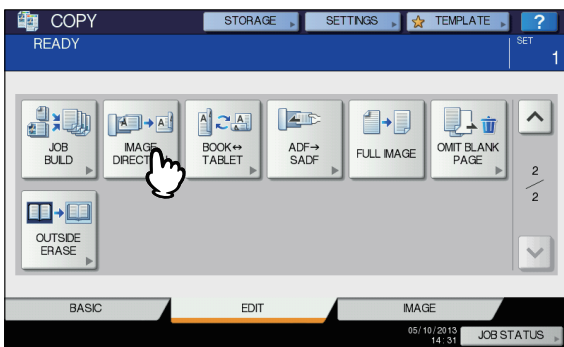 COPY
STORAGE
SETTINGS
TEMPLATE
?
READY
SET
1
JOB
BUILD
IMAGE
DIRECT
BOOK↔
TABLET
ADF→
SADF
FULL IMAGE
OMIT BLANK
PAGE
2
2
OUTSIDE
ERASE
BASIC
EDIT
IMAGE
05/10/2013
14:31
JOB STATUS